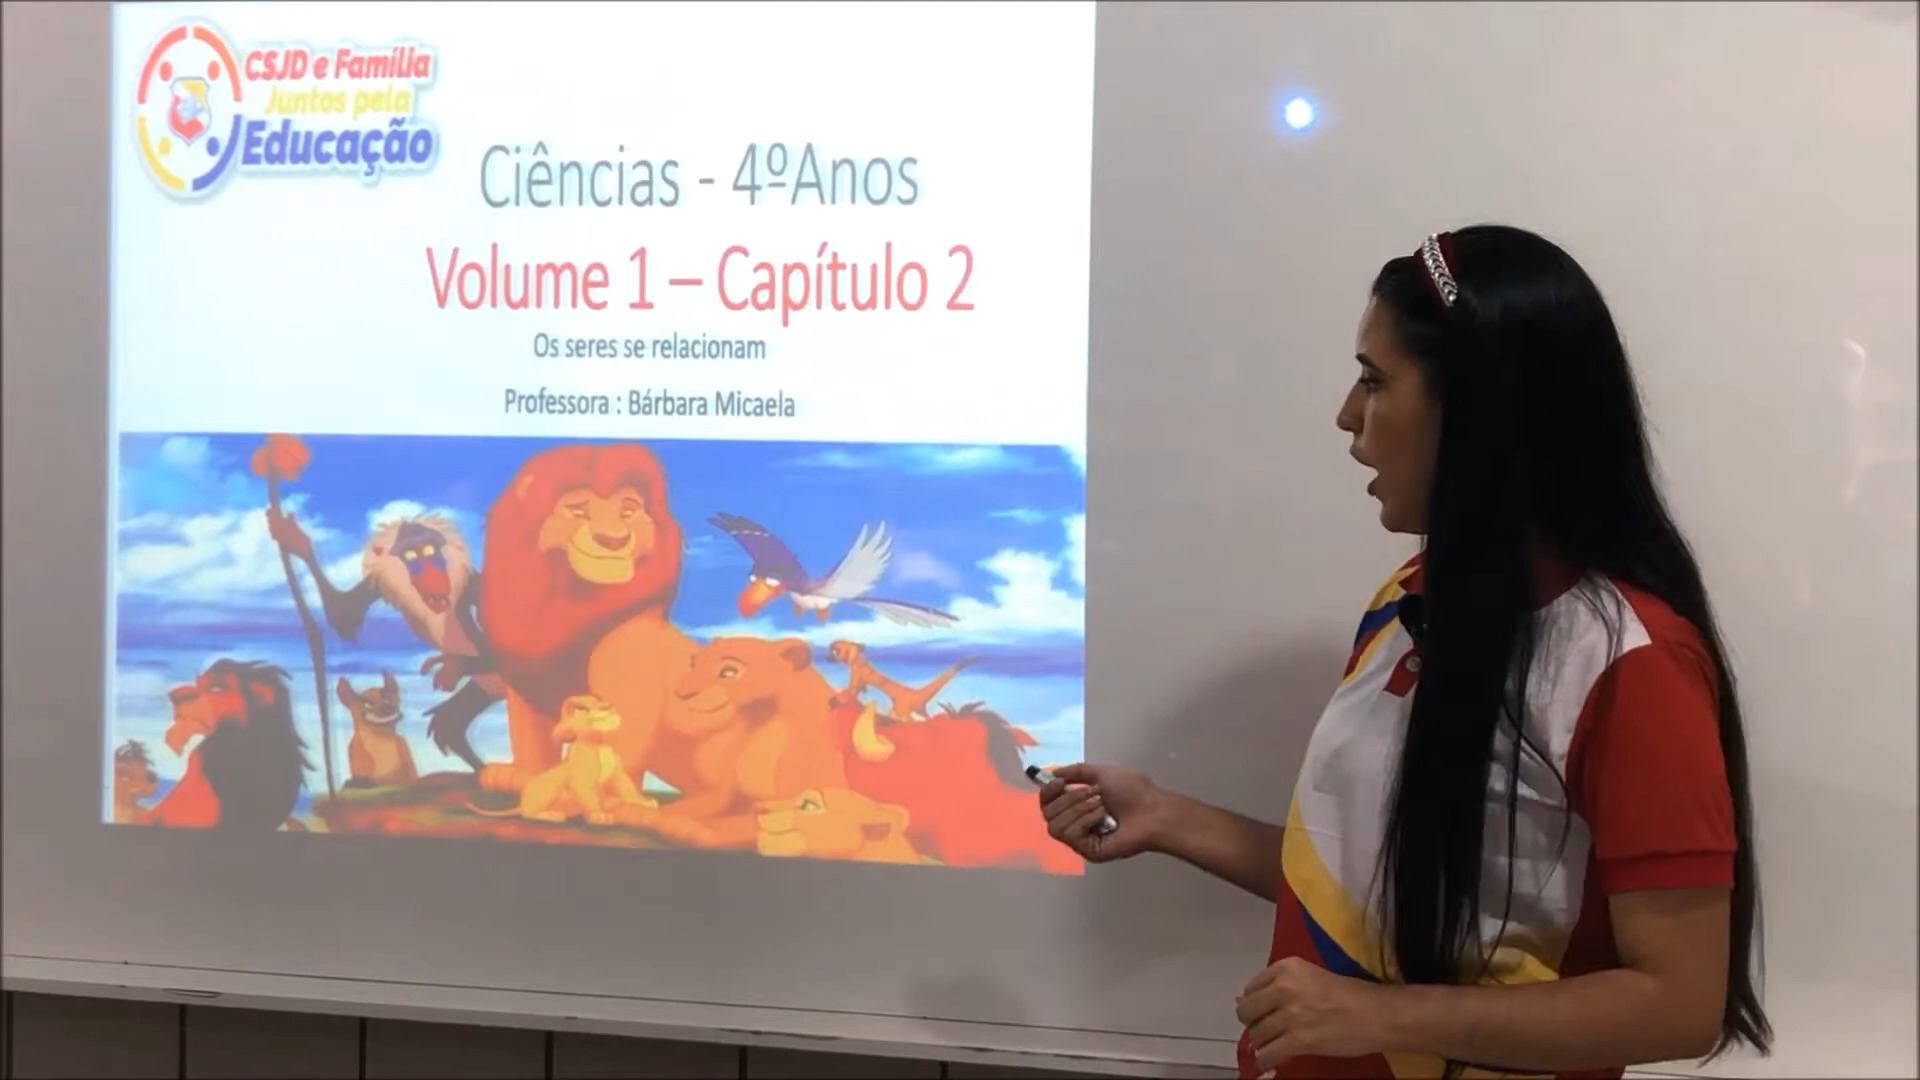 CSJD e Família
Juntos pela
Educação
Ciências - 4ºAnos
Volume 1 – Capítulo 2
Os seres se relacionam
Professora : Bárbara Micaela